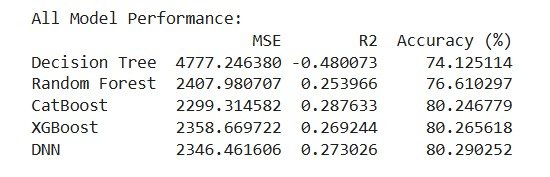 All Model Performance:
MSE R2 Accuracy (%)
Decision Tree 4777.246380 -0.480073 74.125114
Random Forest 2407.980707 0.253966 76.610297
CatBoost 2299.314582 0.287633 80.246779
XGBoost 2358.669722 0.269244 80.265618
DNN 2346.461606 0.273026 80.290252